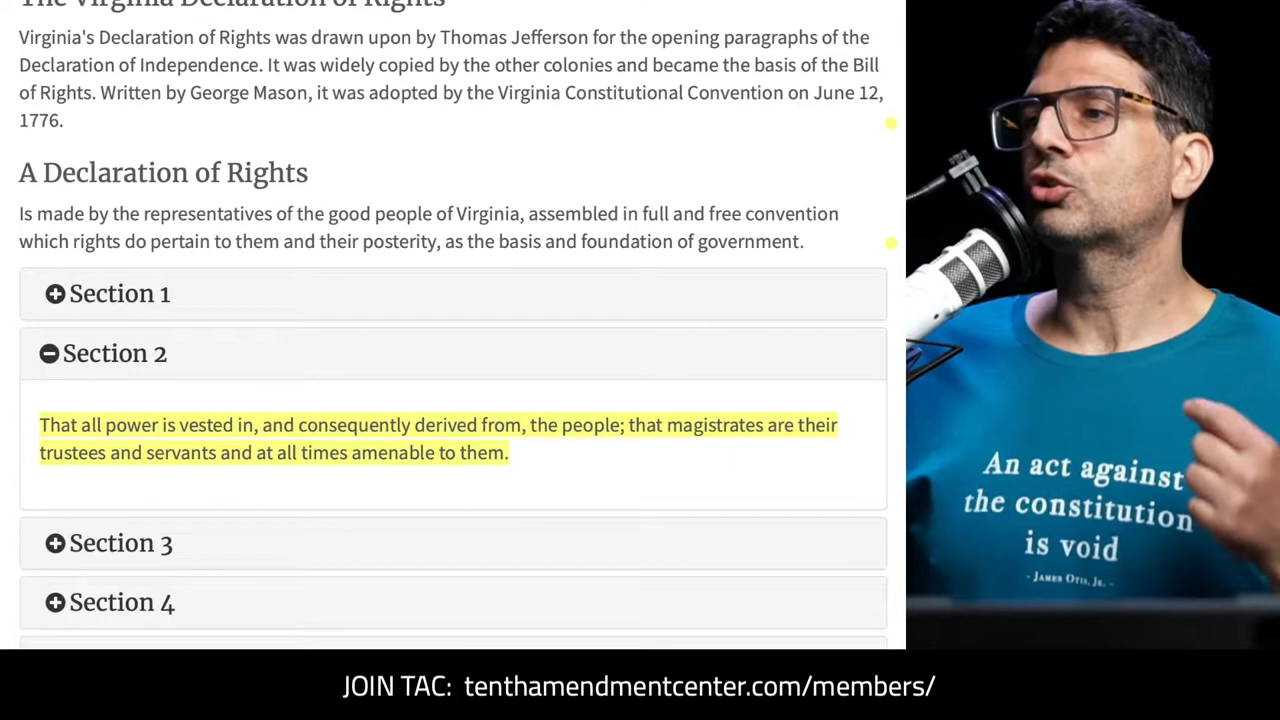 The Virginia Declaration of Rights
Virginia's Declaration of Rights was drawn upon by Thomas Jefferson for the opening paragraphs of the
Declaration of Independence. It was widely copied by the other colonies and became the basis of the Bill
of Rights. Written by George Mason, it was adopted by the Virginia Constitutional Convention on June 12,
1776.
A Declaration of Rights
Is made by the representatives of the good people of Virginia, assembled in full and free convention
which rights do pertain to them and their posterity, as the basis and foundation of government.
Section 1
Section 2
That all power is vested in, and consequently derived from, the people; that magistrates are their
trustees and servants and at all times amenable to them.
Section 3
Section 4
An act against
the constitution
is void
- James Otis, Jr. -
JOIN TAC: tenthamendmentcenter.com/members/